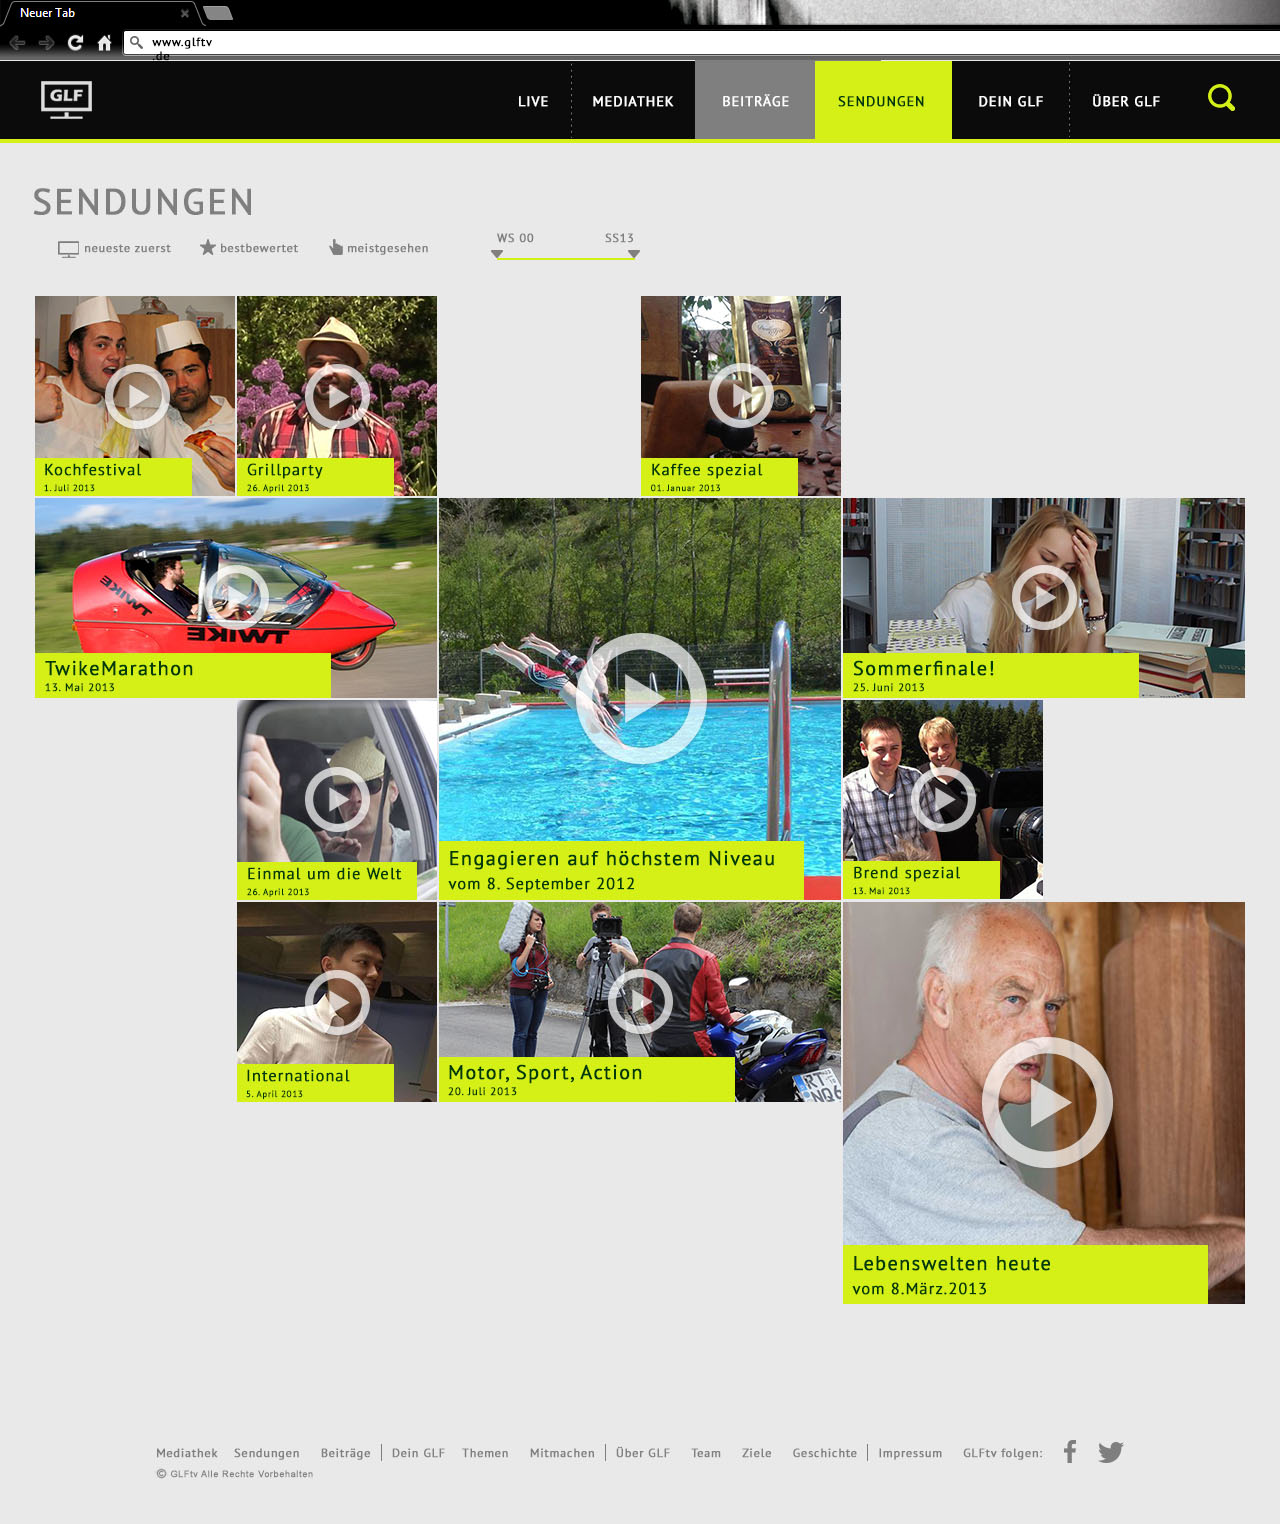 Neuer Tab
www.glftv
.de
GLF
LIVE
MEDIATHEK
BEITRÄGE
SENDUNGEN
DEIN GLF
ÜBER GLF
SENDUNGEN
neueste zuerst
bestbewertet
meistgesehen
WS 00
SS13
Kochfestival
1. Juli 2013
Grillparty
26. April 2013
Kaffee spezial
01. Januar 2013
TWIKE
TWIKE
TwikeMarathon
13. Mai 2013
Sommerfinale!
25. Juni 2013
Einmal um die Welt
26. April 2013
Engagieren auf höchstem Niveau
vom 8. September 2012
Brend spezial
13. Mai 2013
International
5. April 2013
RT
NQ6
Motor, Sport, Action
20. Juli 2013
Lebenswelten heute
vom 8.März.2013
Mediathek
Sendungen
Beiträge
Dein GLF
Themen
Mitmachen
Über GLF
Team
Ziele
Geschichte
Impressum
GLFtv folgen:
© GLFtv Alle Rechte Vorbehalten